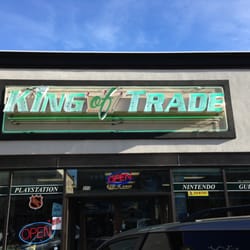 KING of TRADE
OPEN
PLAYSTATION
NINTENDO
OPEN